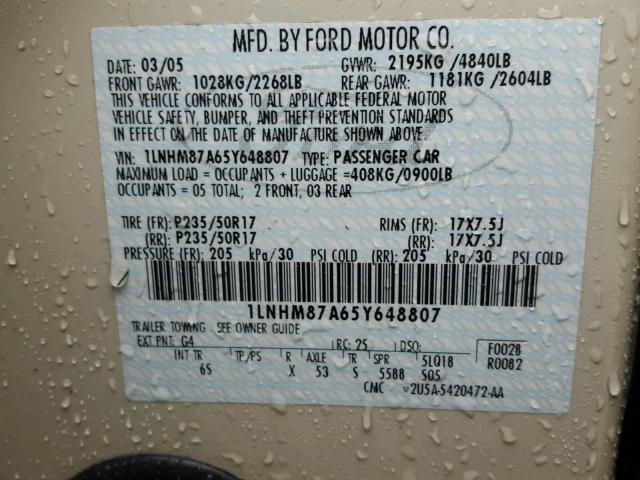 MFD. BY FORD MOTOR CO.
DATE: 03/05 GVWR: 2195KG /4840LB
FRONT GAWR: 1028KG/2268LB REAR GAWR: 1181KG /2604LB
THIS VEHICLE CONFORMS TO ALL APPLICABLE FEDERAL MOTOR
VEHICLE SAFETY, BUMPER, AND THEFT PREVENTION STANDARDS
IN EFFECT ON THE DATE OF MANUFACTURE SHOWN ABOVE.
VIN: 1LNHM87A65Y648807 TYPE: PASSENGER CAR
MAXIMUM LOAD = OCCUPANTS + LUGGAGE =408KG/0900LB
OCCUPANTS = 05 TOTAL; 2 FRONT, 03 REAR
TIRE (FR): P235/50R17 RIMS (FR): 17X7.5J
(RR): P235/50R17 (RR): 17X7.5J
PRESSURE (FR): 205 kPa/30 PSI COLD (RR): 205 kPa/30 PSI COLD
1LNHM87A65Y648807
TRAILER TOWING - SEE OWNER GUIDE
EXT PNT: G4 RC: 25 DSO: F0028
INT TR TP/PS R AXLE TR SPR 5LQ18 R0082
6S X 53 S 5588 S05
CMC ▽2U5A-5420472-AA